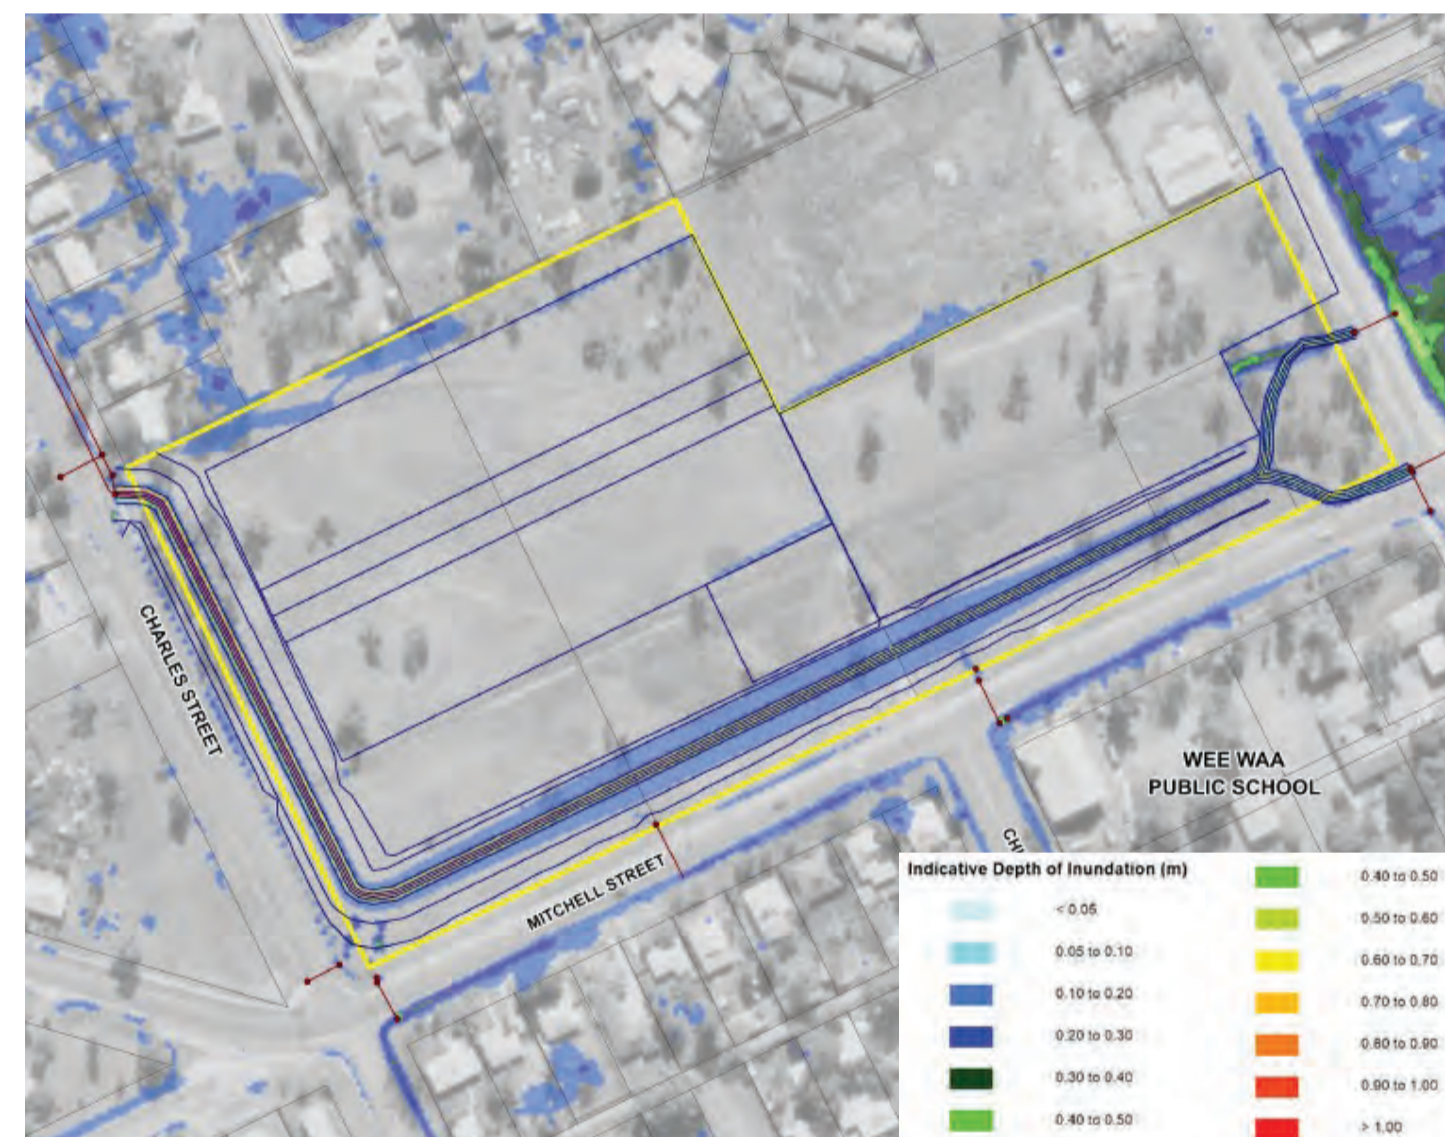 CHARLES STREET
MITCHELL STREET
WEE WAA
PUBLIC SCHOOL
Indicative Depth of Inundation (m)
< 0.05
0.05 to 0.10
0.10 to 0.20
0.20 to 0.30
0.30 to 0.40
0.40 to 0.50
0.40 to 0.50
0.50 to 0.60
0.60 to 0.70
0.70 to 0.80
0.80 to 0.90
0.90 to 1.00
> 1.00